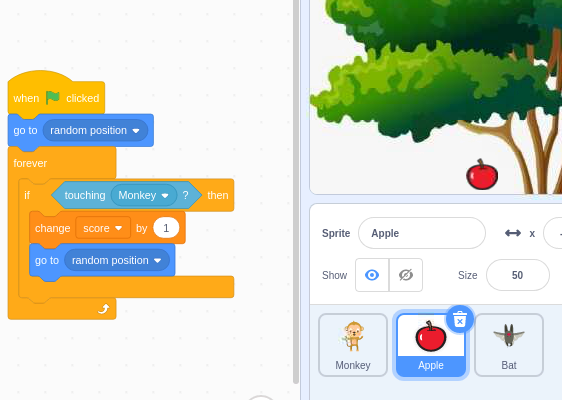 when clicked
go to random position
forever
if touching Monkey ? then
change score by 1
go to random position
Sprite Apple x
Show Size 50
Monkey Apple Bat